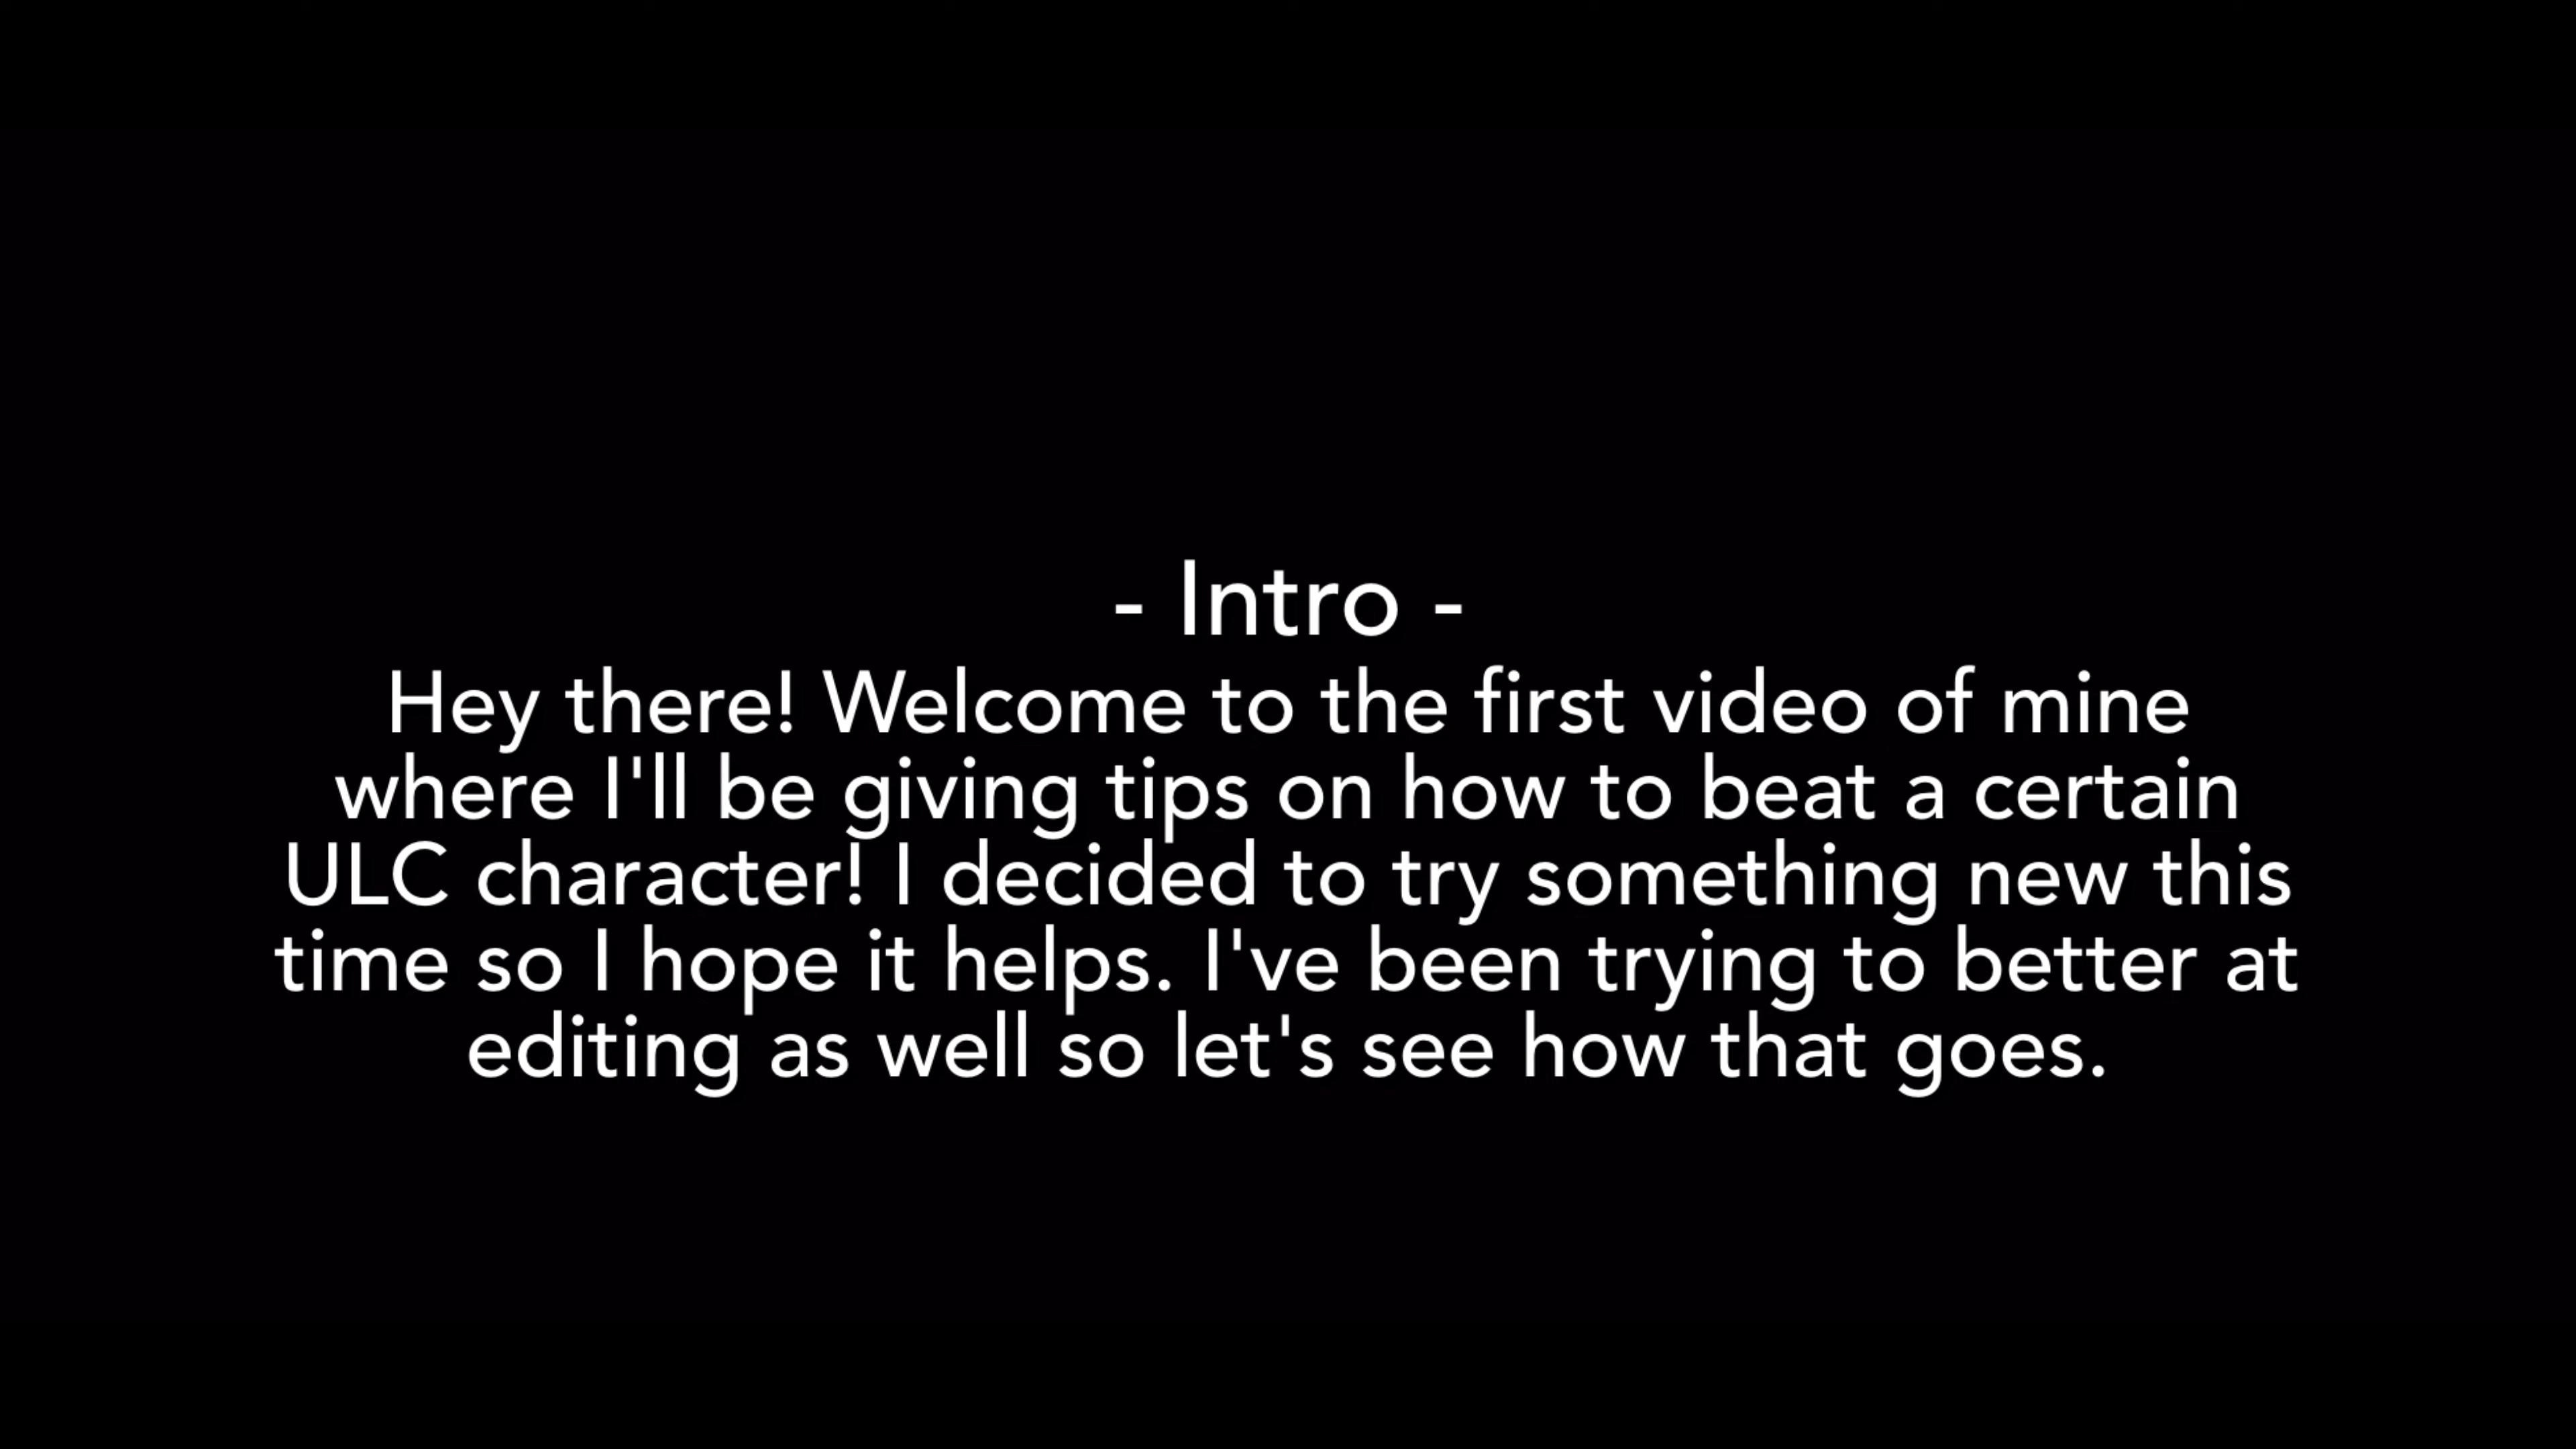 - Intro -
Hey there! Welcome to the first video of mine
where I'll be giving tips on how to beat a certain
ULC character! I decided to try something new this
time so I hope it helps. I've been trying to better at
editing as well so let's see how that goes.